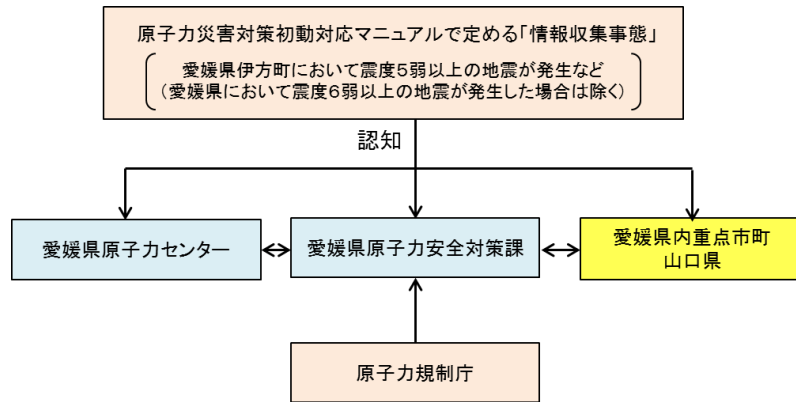 原子力災害対策初動対応マニュアルで定める「情報収集事態」
愛媛県伊方町において震度5弱以上の地震が発生など
（愛媛県において震度6弱以上の地震が発生した場合は除く）
認知
愛媛県原子力センター
愛媛県原子力安全対策課
愛媛県内重点市町
山口県
原子力規制庁